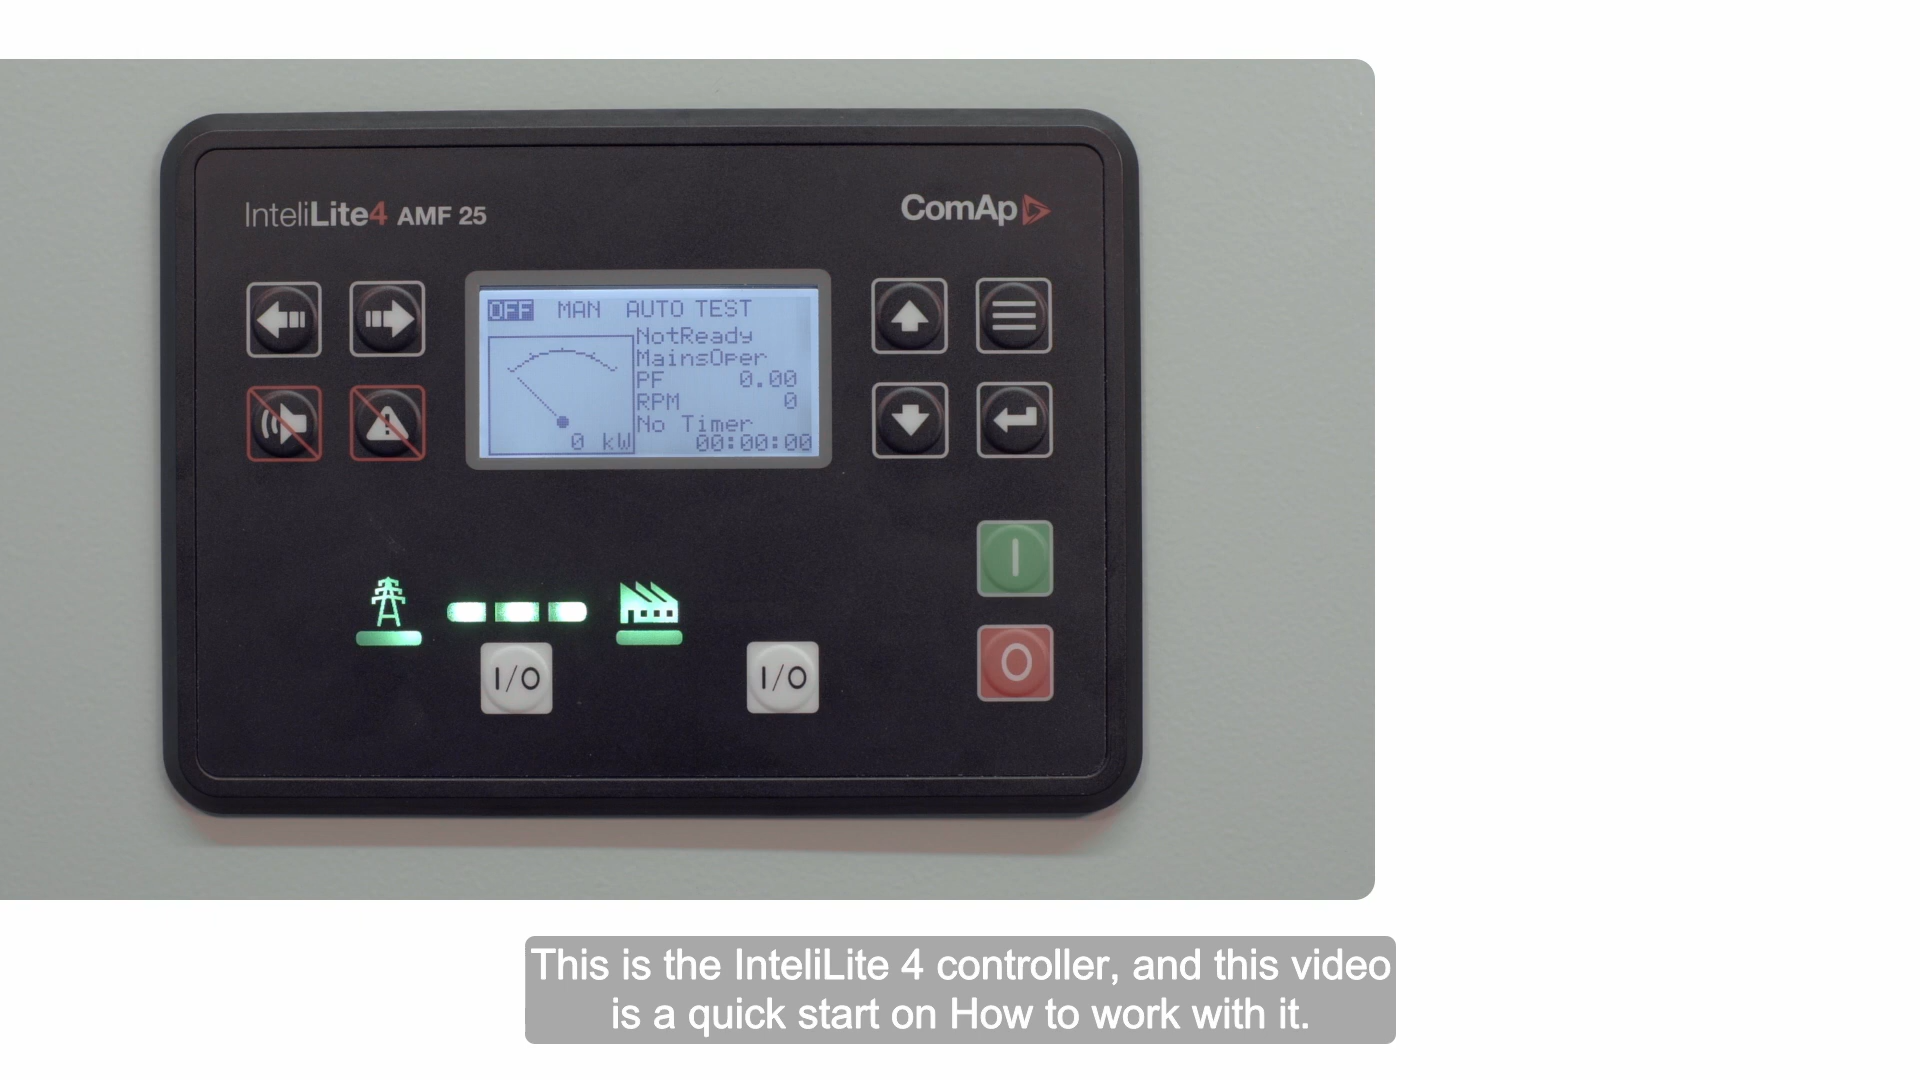 InteliLite4 AMF 25
ComAp
OFF MAN AUTO TEST
NotReady
MainsOper
PF 0.00
RPM 0
No Timer
0 kW 00:00:00
I
I/O
I/O
O
This is the InteliLite 4 controller, and this video
is a quick start on How to work with it.